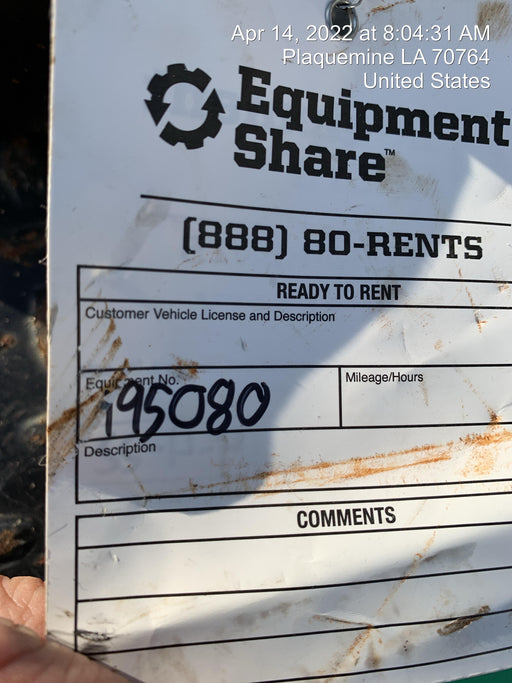 Apr 14, 2022 at 8:04:31 AM
Plaquemine LA 70764
United States
Equipment
Share™
(888) 80-RENTS
READY TO RENT
Customer Vehicle License and Description
Equipment No.
Mileage/Hours
195080
Description
COMMENTS